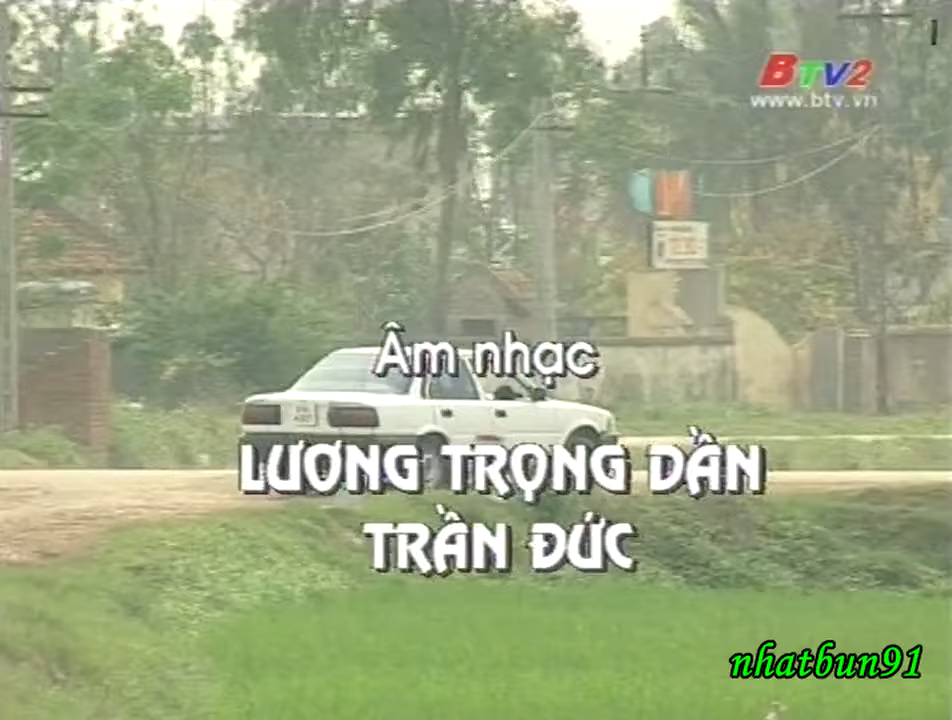 BTV2
www.btv.vn
Âm nhạc
LƯƠNG TRỌNG DẦN
TRẦN ĐỨC
nhatbun91